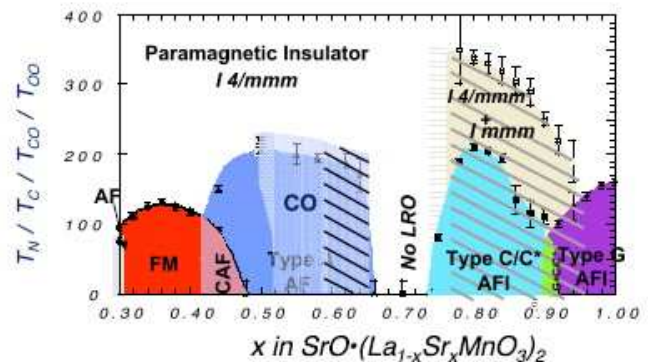 400
300
200
100
0
T_N / T_C / T_CO / T_CO
Paramagnetic Insulator
I 4/mmm
I 4/mmm
I mmm
AF
FM
CAF
CO
Type
AF
No LRO
Type C/C*
AFI
Type G
AFI
0.30 0.40 0.50 0.60 0.70 0.80 0.90 1.00
x in SrO•(La₁₋ₓSrₓMnO₃)₂